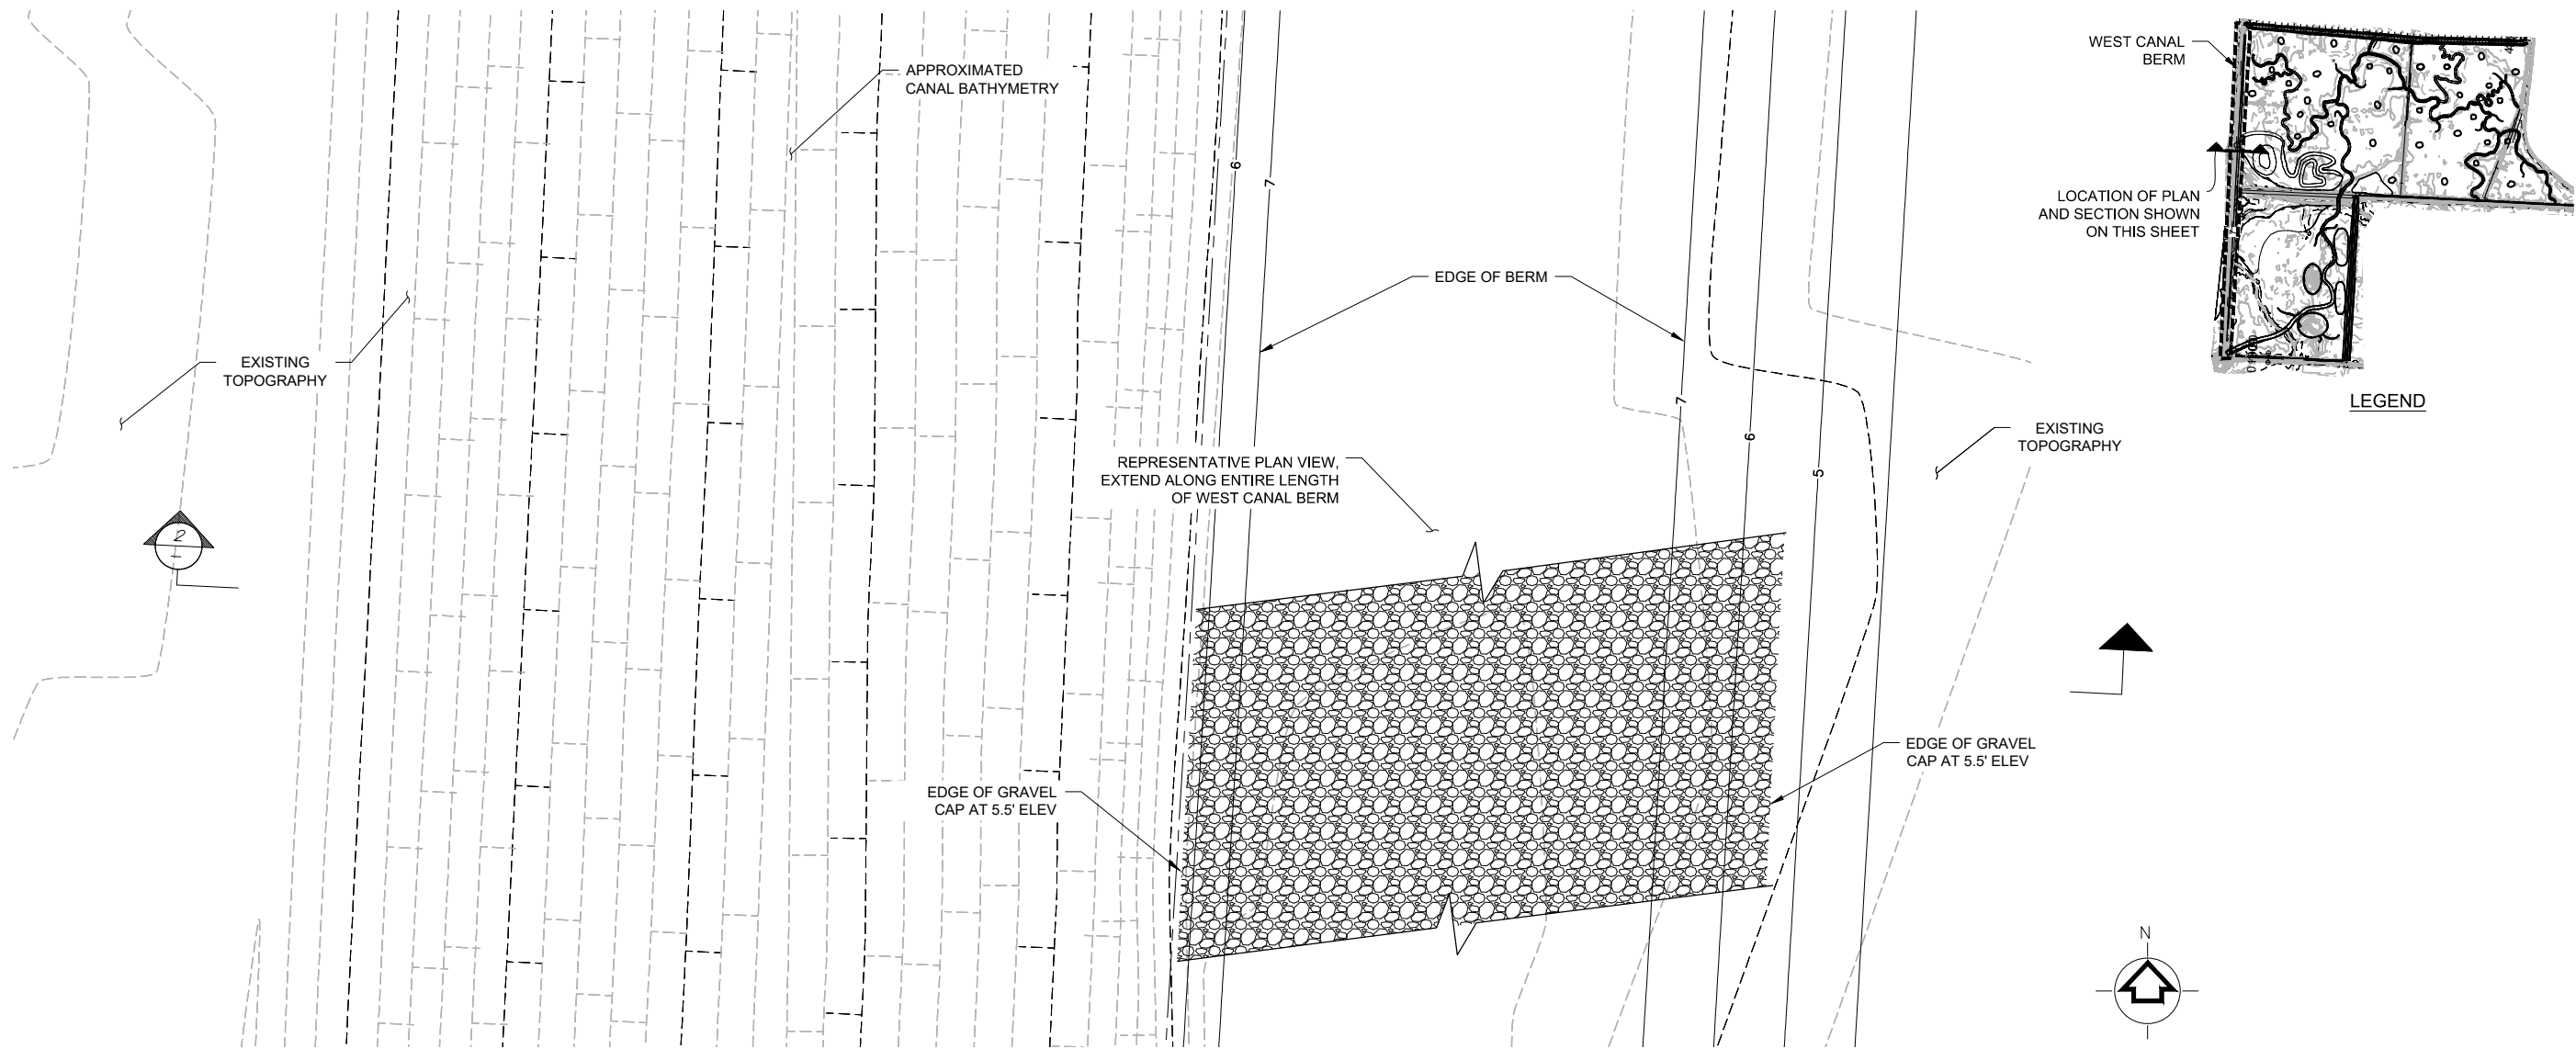 APPROXIMATED
CANAL BATHYMETRY
WEST CANAL
BERM
6
7
LOCATION OF PLAN
AND SECTION SHOWN
ON THIS SHEET
EDGE OF BERM
EXISTING
TOPOGRAPHY
LEGEND
7
6
5
EXISTING
TOPOGRAPHY
REPRESENTATIVE PLAN VIEW,
EXTEND ALONG ENTIRE LENGTH
OF WEST CANAL BERM
2
EDGE OF GRAVEL
CAP AT 5.5' ELEV
EDGE OF GRAVEL
CAP AT 5.5' ELEV
N